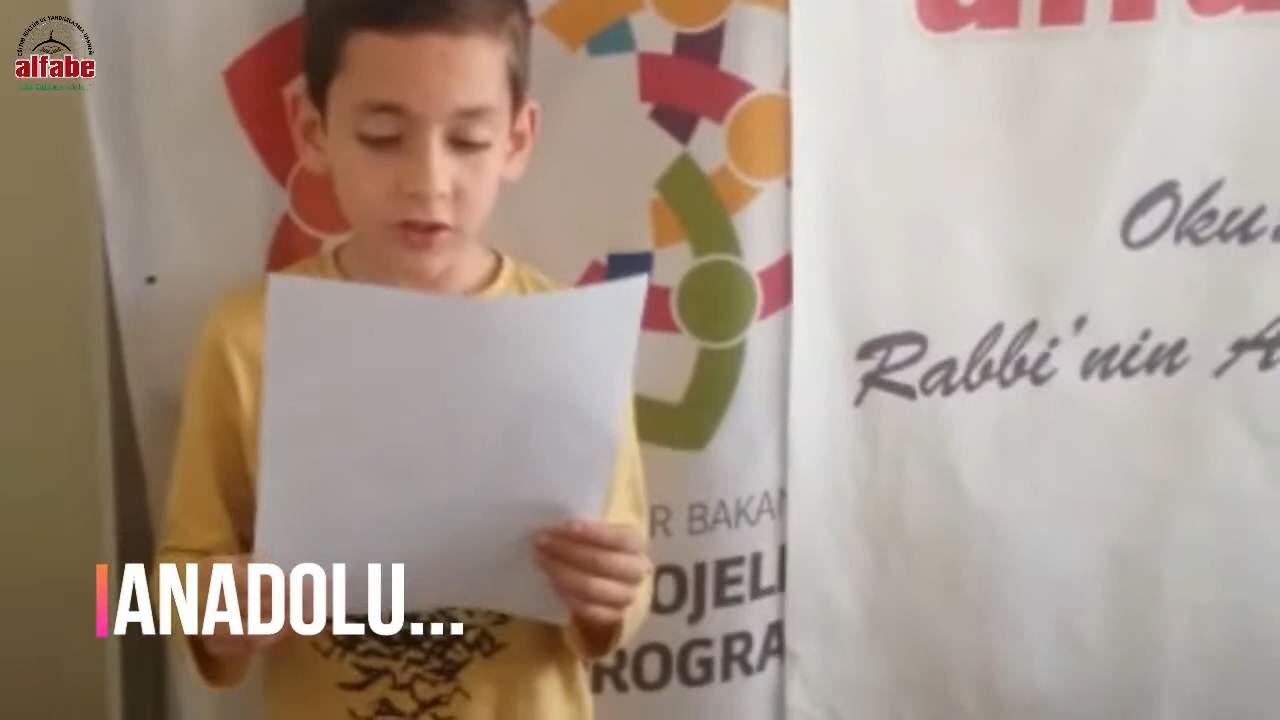 alfabe
Oku.
Rabbi'nin A
R BAKAN
OJEL
ROGRA
ANADOLU...